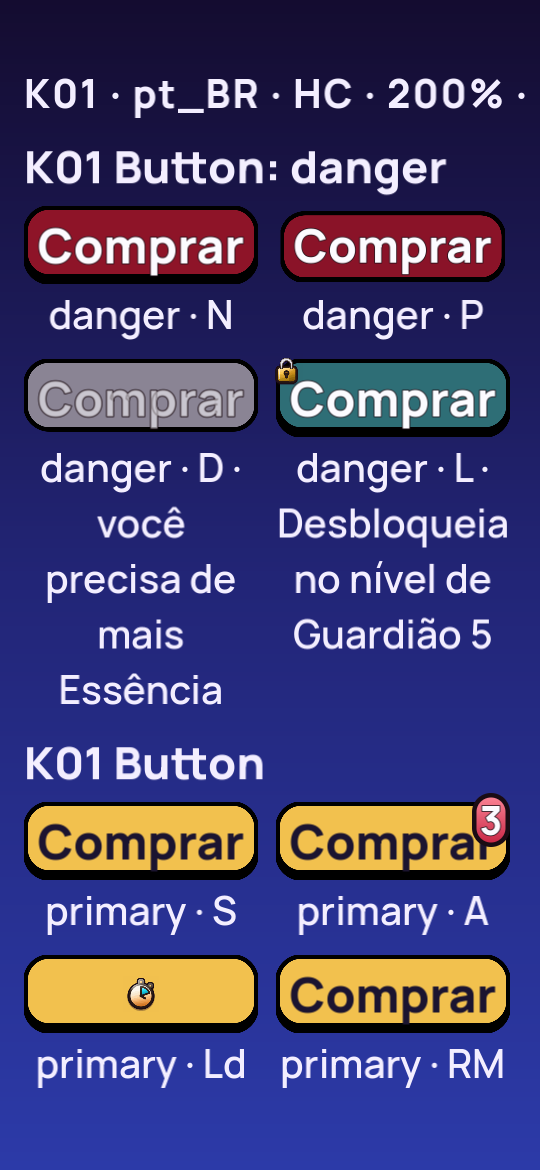 K01 · pt_BR · HC · 200% ·
K01 Button: danger
Comprar Comprar
danger · N danger · P
Comprar Comprar
danger · D · danger · L ·
você Desbloqueia
precisa de no nível de
mais Guardião 5
Essência
K01 Button
Comprar Comprar 3
primary · S primary · A
Comprar
primary · Ld primary · RM